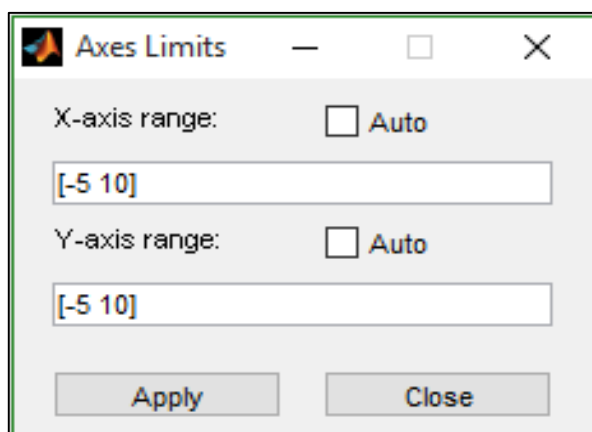 Axes Limits
X-axis range: Auto
[-5 10]
Y-axis range: Auto
[-5 10]
Apply Close